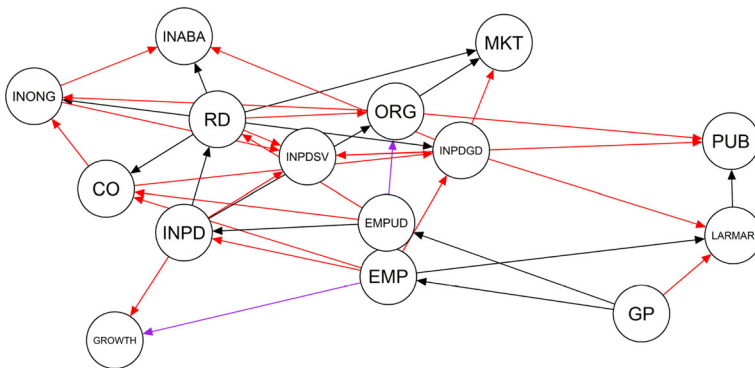 INABA
MKT
INONG
RD
ORG
INPDSV
INPDGD
PUB
CO
INPD
EMPUD
LARMAR
EMP
GP
GROWTH